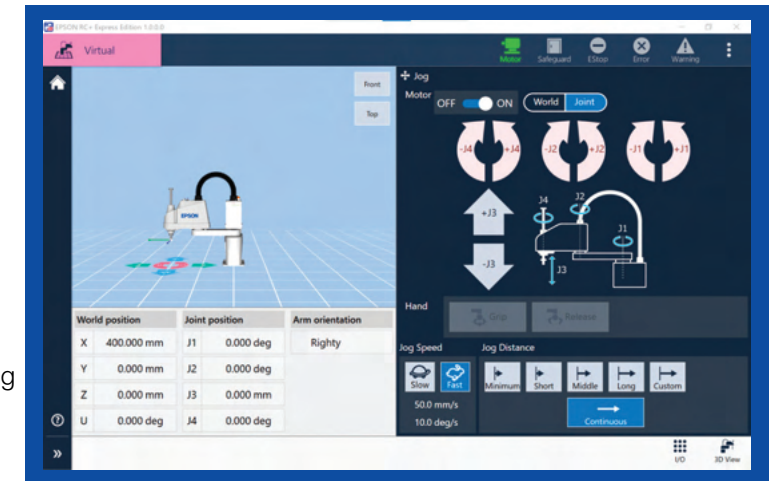 EPSON RC+ Express Edition 1.0.0.0
Virtual
Motor Safeguard EStop Error Warning
Front
Top
EPSON
World position Joint position Arm orientation
X 400.000 mm J1 0.000 deg Righty
Y 0.000 mm J2 0.000 deg
Z 0.000 mm J3 0.000 mm
U 0.000 deg J4 0.000 deg
Jog
Motor OFF ON World Joint
-J4 +J4 -J2 +J2 -J1 +J1
+J3
-J3
J4 J2
J1
J3
Hand Grip Release
Jog Speed Jog Distance
Slow Fast Minimum Short Middle Long Custom
50.0 mm/s
10.0 deg/s
Continuous
I/O 3D View
g